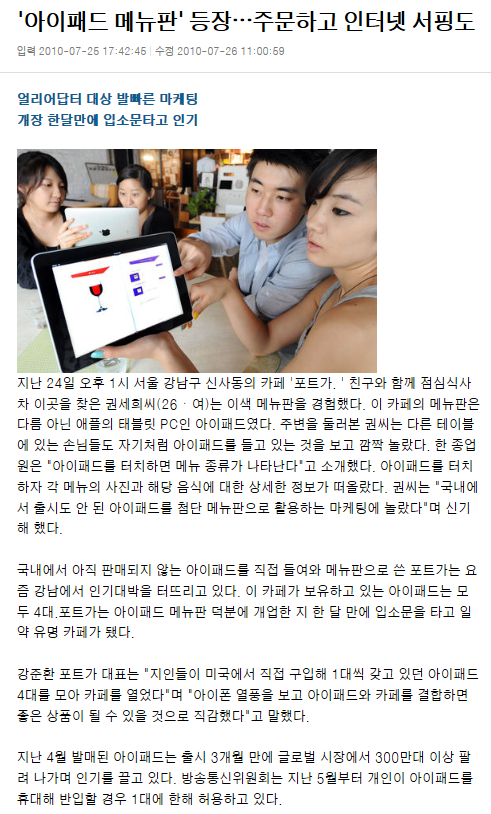 '아이패드 메뉴판' 등장…주문하고 인터넷 서핑도
입력 2010-07-25 17:42:45 | 수정 2010-07-26 11:00:59
얼리어답터 대상 발빠른 마케팅
개장 한달만에 입소문타고 인기
지난 24일 오후 1시 서울 강남구 신사동의 카페 '포트가.' 친구와 함께 점심식사
차 이곳을 찾은 권세희씨(26 · 여)는 이색 메뉴판을 경험했다. 이 카페의 메뉴판은
다름 아닌 애플의 태블릿 PC인 아이패드였다. 주변을 둘러본 권씨는 다른 테이블
에 있는 손님들도 자기처럼 아이패드를 들고 있는 것을 보고 깜짝 놀랐다. 한 종업
원은 "아이패드를 터치하면 메뉴 종류가 나타난다"고 소개했다. 아이패드를 터치
하자 각 메뉴의 사진과 해당 음식에 대한 상세한 정보가 떠올랐다. 권씨는 "국내에
서 출시도 안 된 아이패드를 첨단 메뉴판으로 활용하는 마케팅에 놀랐다"며 신기
해 했다.
국내에서 아직 판매되지 않는 아이패드를 직접 들여와 메뉴판으로 쓴 포트가는 요
즘 강남에서 인기대박을 터뜨리고 있다. 이 카페가 보유하고 있는 아이패드는 모
두 4대.포트가는 아이패드 메뉴판 덕분에 개업한 지 한 달 만에 입소문을 타고 일
약 유명 카페가 됐다.
강준환 포트가 대표는 "지인들이 미국에서 직접 구입해 1대씩 갖고 있던 아이패드
4대를 모아 카페를 열었다"며 "아이폰 열풍을 보고 아이패드와 카페를 결합하면
좋은 상품이 될 수 있을 것으로 직감했다"고 말했다.
지난 4월 발매된 아이패드는 출시 3개월 만에 글로벌 시장에서 300만대 이상 팔
려 나가며 인기를 끌고 있다. 방송통신위원회는 지난 5월부터 개인이 아이패드를
휴대해 반입할 경우 1대에 한해 허용하고 있다.